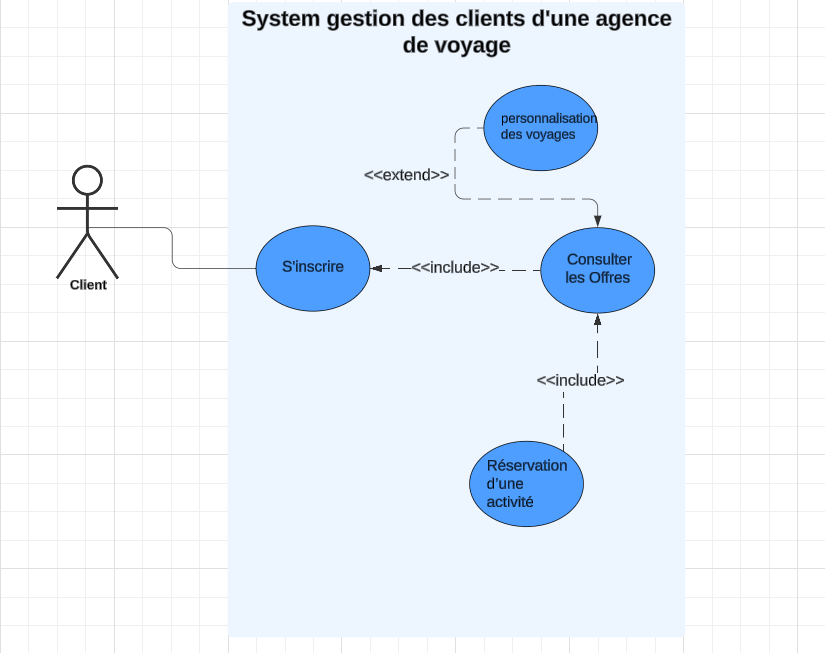 System gestion des clients d'une agence
de voyage
personnalisation
des voyages
<<extend>>
S'inscrire
<<include>>
Consulter
les Offres
Client
<<include>>
Réservation
d'une
activité